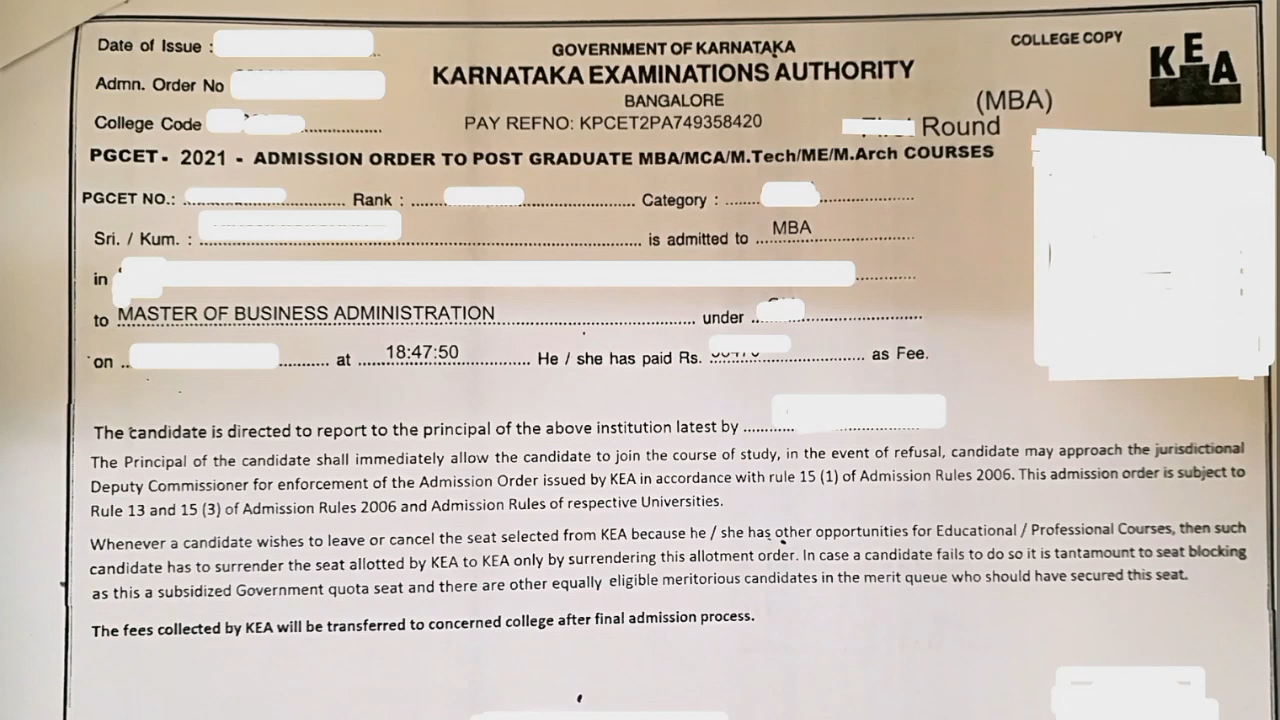 Date of Issue :
GOVERNMENT OF KARNATAKA
COLLEGE COPY
KEA
Admn. Order No
KARNATAKA EXAMINATIONS AUTHORITY
College Code
BANGALORE
(MBA)
PAY REFNO: KPCET2PA749358420
Round
PGCET - 2021 - ADMISSION ORDER TO POST GRADUATE MBA/MCA/M.Tech/ME/M.Arch COURSES
PGCET NO.: Rank : Category :
Sri. / Kum. : is admitted to MBA
in
to MASTER OF BUSINESS ADMINISTRATION under
on at 18:47:50 He / she has paid Rs. as Fee.
The candidate is directed to report to the principal of the above institution latest by
The Principal of the candidate shall immediately allow the candidate to join the course of study, in the event of refusal, candidate may approach the jurisdictional
Deputy Commissioner for enforcement of the Admission Order issued by KEA in accordance with rule 15 (1) of Admission Rules 2006. This admission order is subject to
Rule 13 and 15 (3) of Admission Rules 2006 and Admission Rules of respective Universities.
Whenever a candidate wishes to leave or cancel the seat selected from KEA because he / she has other opportunities for Educational / Professional Courses, then such
candidate has to surrender the seat allotted by KEA to KEA only by surrendering this allotment order. In case a candidate fails to do so it is tantamount to seat blocking
as this a subsidized Government quota seat and there are other equally eligible meritorious candidates in the merit queue who should have secured this seat.
The fees collected by KEA will be transferred to concerned college after final admission process.